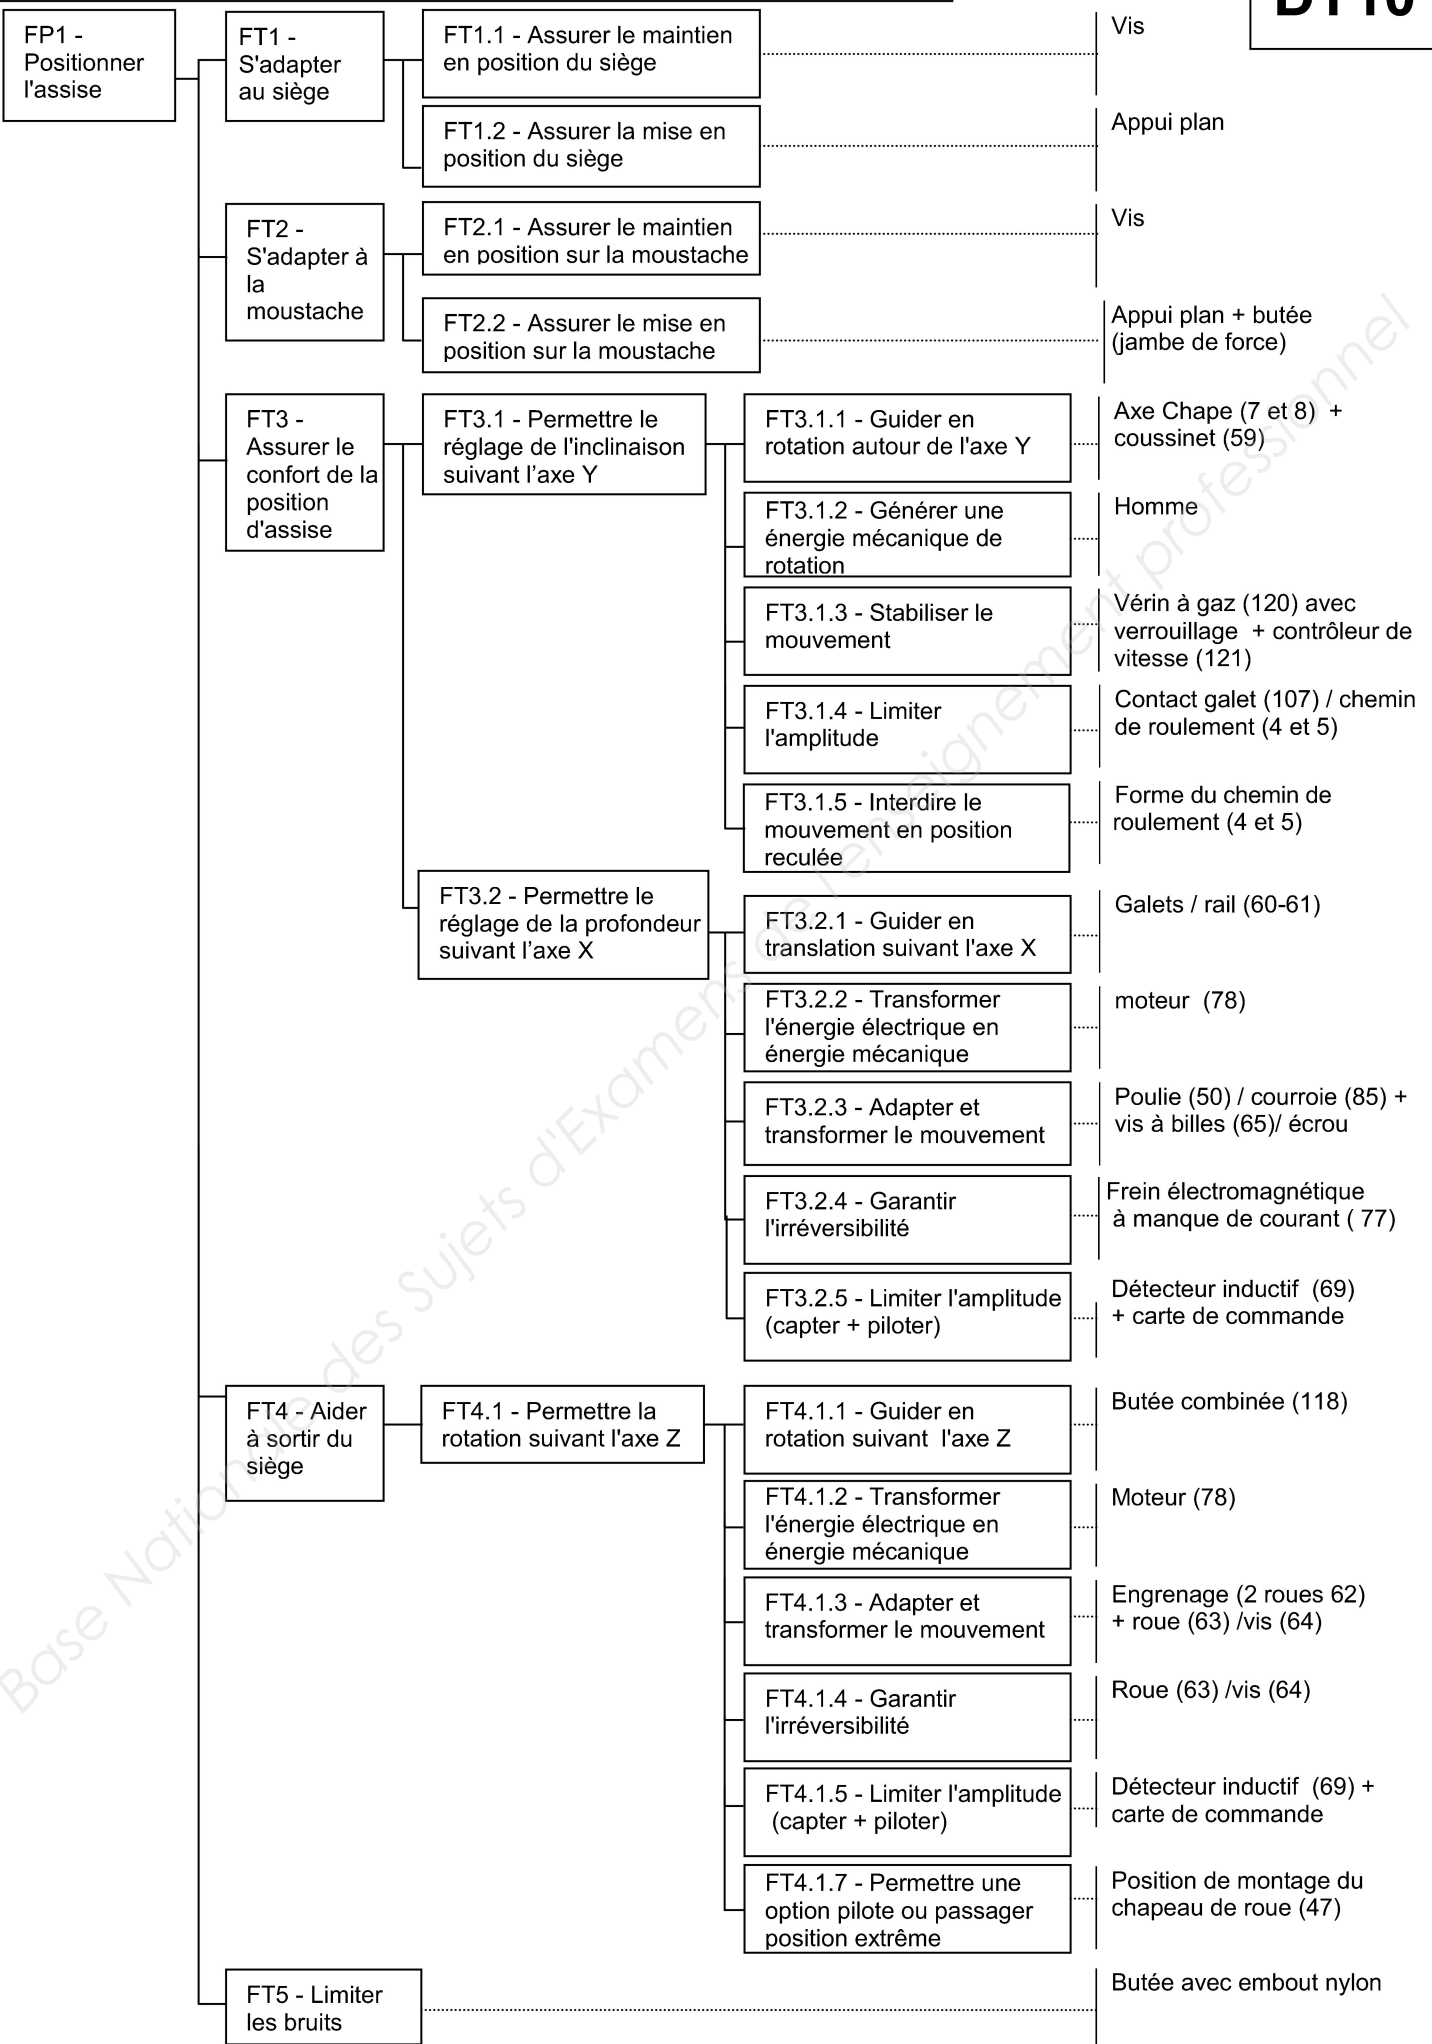 DT10
FP1 -
Positionner
l'assise
FT1 -
S'adapter
au siège
FT1.1 - Assurer le maintien
en position du siège
Vis
FT1.2 - Assurer la mise en
position du siège
Appui plan
FT2 -
S'adapter à
la
moustache
FT2.1 - Assurer le maintien
en position sur la moustache
Vis
FT2.2 - Assurer le mise en
position sur la moustache
Appui plan + butée
(jambe de force)
FT3 -
Assurer le
confort de la
position
d'assise
FT3.1 - Permettre le
réglage de l'inclinaison
suivant l’axe Y
FT3.1.1 - Guider en
rotation autour de l'axe Y
Axe Chape (7 et 8) +
coussinet (59)
FT3.1.2 - Générer une
énergie mécanique de
rotation
Homme
FT3.1.3 - Stabiliser le
mouvement
Vérin à gaz (120) avec
verrouillage + contrôleur de
vitesse (121)
FT3.1.4 - Limiter
l'amplitude
Contact galet (107) / chemin
de roulement (4 et 5)
FT3.1.5 - Interdire le
mouvement en position
reculée
Forme du chemin de
roulement (4 et 5)
FT3.2 - Permettre le
réglage de la profondeur
suivant l’axe X
FT3.2.1 - Guider en
translation suivant l'axe X
Galets / rail (60-61)
FT3.2.2 - Transformer
l'énergie électrique en
énergie mécanique
moteur (78)
FT3.2.3 - Adapter et
transformer le mouvement
Poulie (50) / courroie (85) +
vis à billes (65)/ écrou
FT3.2.4 - Garantir
l'irréversibilité
Frein électromagnétique
à manque de courant ( 77)
FT3.2.5 - Limiter l'amplitude
(capter + piloter)
Détecteur inductif (69)
+ carte de commande
FT4 - Aider
à sortir du
siège
FT4.1 - Permettre la
rotation suivant l'axe Z
FT4.1.1 - Guider en
rotation suivant l'axe Z
Butée combinée (118)
FT4.1.2 - Transformer
l'énergie électrique en
énergie mécanique
Moteur (78)
FT4.1.3 - Adapter et
transformer le mouvement
Engrenage (2 roues 62)
+ roue (63) /vis (64)
FT4.1.4 - Garantir
l'irréversibilité
Roue (63) /vis (64)
FT4.1.5 - Limiter l'amplitude
(capter + piloter)
Détecteur inductif (69) +
carte de commande
FT4.1.7 - Permettre une
option pilote ou passager
position extrême
Position de montage du
chapeau de roue (47)
FT5 - Limiter
les bruits
Butée avec embout nylon
Base Nationale des Sujets d'Examens de l'enseignement professionnel